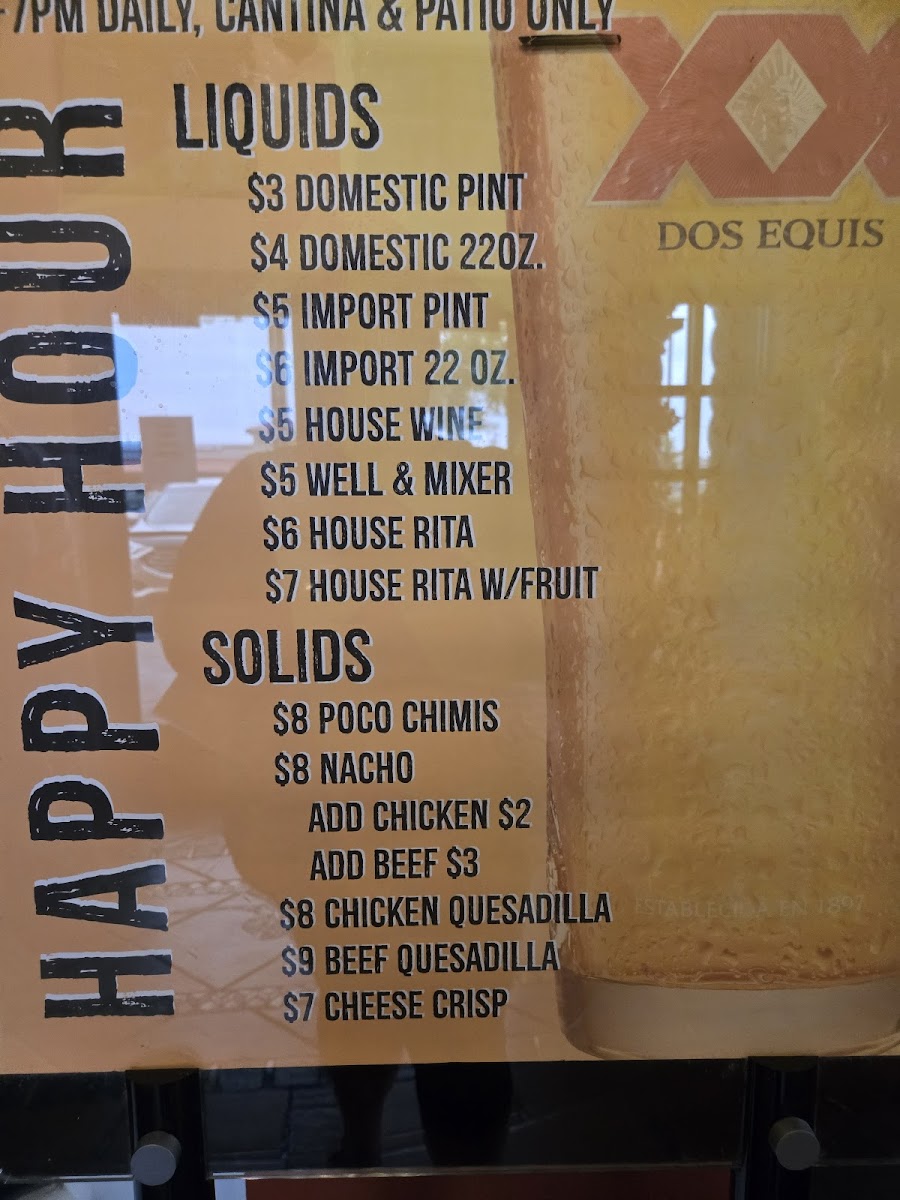 7PM DAILY, CANTINA & PATIO ONLY
HAPPY HOUR
LIQUIDS
$3 DOMESTIC PINT
$4 DOMESTIC 22OZ.
$5 IMPORT PINT
$6 IMPORT 22 OZ.
$5 HOUSE WINE
$5 WELL & MIXER
$6 HOUSE RITA
$7 HOUSE RITA W/FRUIT
SOLIDS
$8 POCO CHIMIS
$8 NACHO
ADD CHICKEN $2
ADD BEEF $3
$8 CHICKEN QUESADILLA
$9 BEEF QUESADILLA
$7 CHEESE CRISP
XX
DOS EQUIS
ESTABLECIDA EN 1897